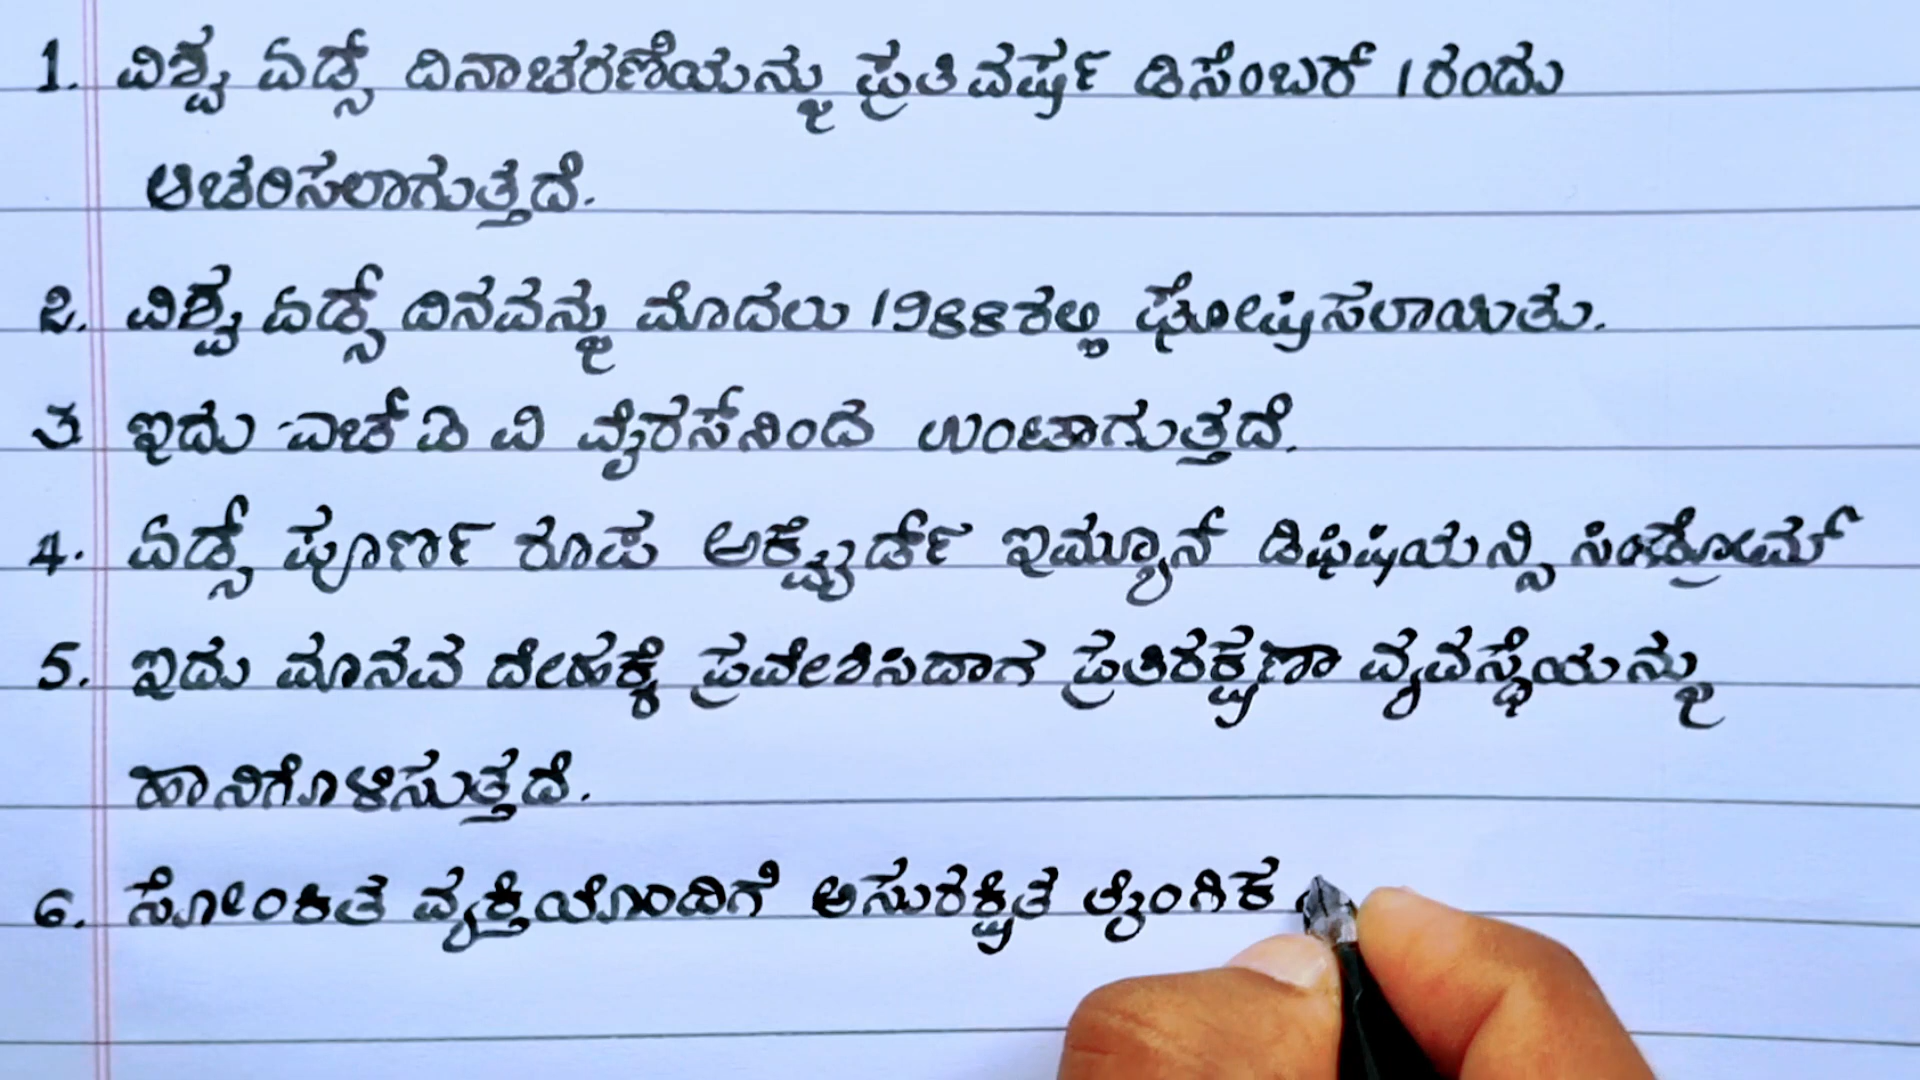 1. ವಿಶ್ವ ಏಡ್ಸ್ ದಿನಾಚರಣೆಯನ್ನು ಪ್ರತಿವರ್ಷ ಡಿಸೆಂಬರ್ 1ರಂದು
ಆಚರಿಸಲಾಗುತ್ತದೆ.
2. ವಿಶ್ವ ಏಡ್ಸ್ ದಿನವನ್ನು ಮೊದಲು 1988ರಲ್ಲಿ ಘೋಷಿಸಲಾಯಿತು.
3 ಇದು ಎಚ್ ಐ ವಿ ವೈರಸ್‌ನಿಂದ ಉಂಟಾಗುತ್ತದೆ.
4. ಏಡ್ಸ್ ಪೂರ್ಣ ರೂಪ ಅಕ್ವೈರ್ಡ್ ಇಮ್ಯೂನ್ ಡಿಫಿಷಿಯನ್ಸಿ ಸಿಂಡ್ರೋಮ್
5. ಇದು ಮಾನವ ದೇಹಕ್ಕೆ ಪ್ರವೇಶಿಸಿದಾಗ ಪ್ರತಿರಕ್ಷಣಾ ವ್ಯವಸ್ಥೆಯನ್ನು
ಹಾನಿಗೊಳಿಸುತ್ತದೆ.
6. ಸೋಂಕಿತ ವ್ಯಕ್ತಿಯೊಂದಿಗೆ ಅಸುರಕ್ಷಿತ ಲೈಂಗಿಕ